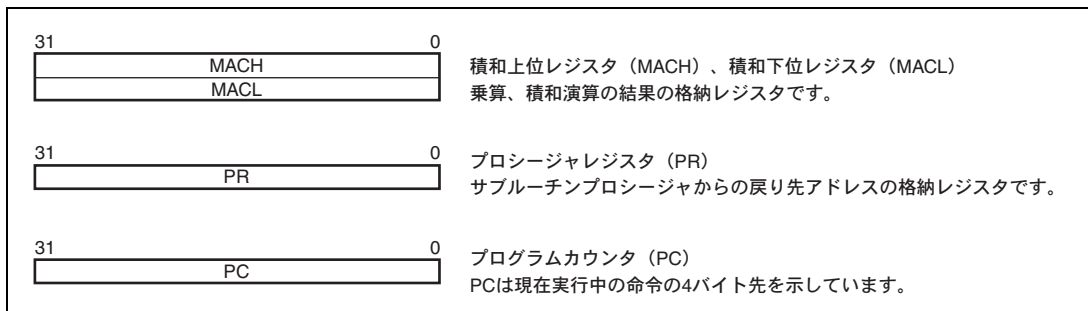 31 0
MACH
MACL
積和上位レジスタ（MACH）、積和下位レジスタ（MACL）
乗算、積和演算の結果の格納レジスタです。
31 0
PR
プロシージャレジスタ（PR）
サブルーチンプロシージャからの戻り先アドレスの格納レジスタです。
31 0
PC
プログラムカウンタ（PC）
PCは現在実行中の命令の4バイト先を示しています。